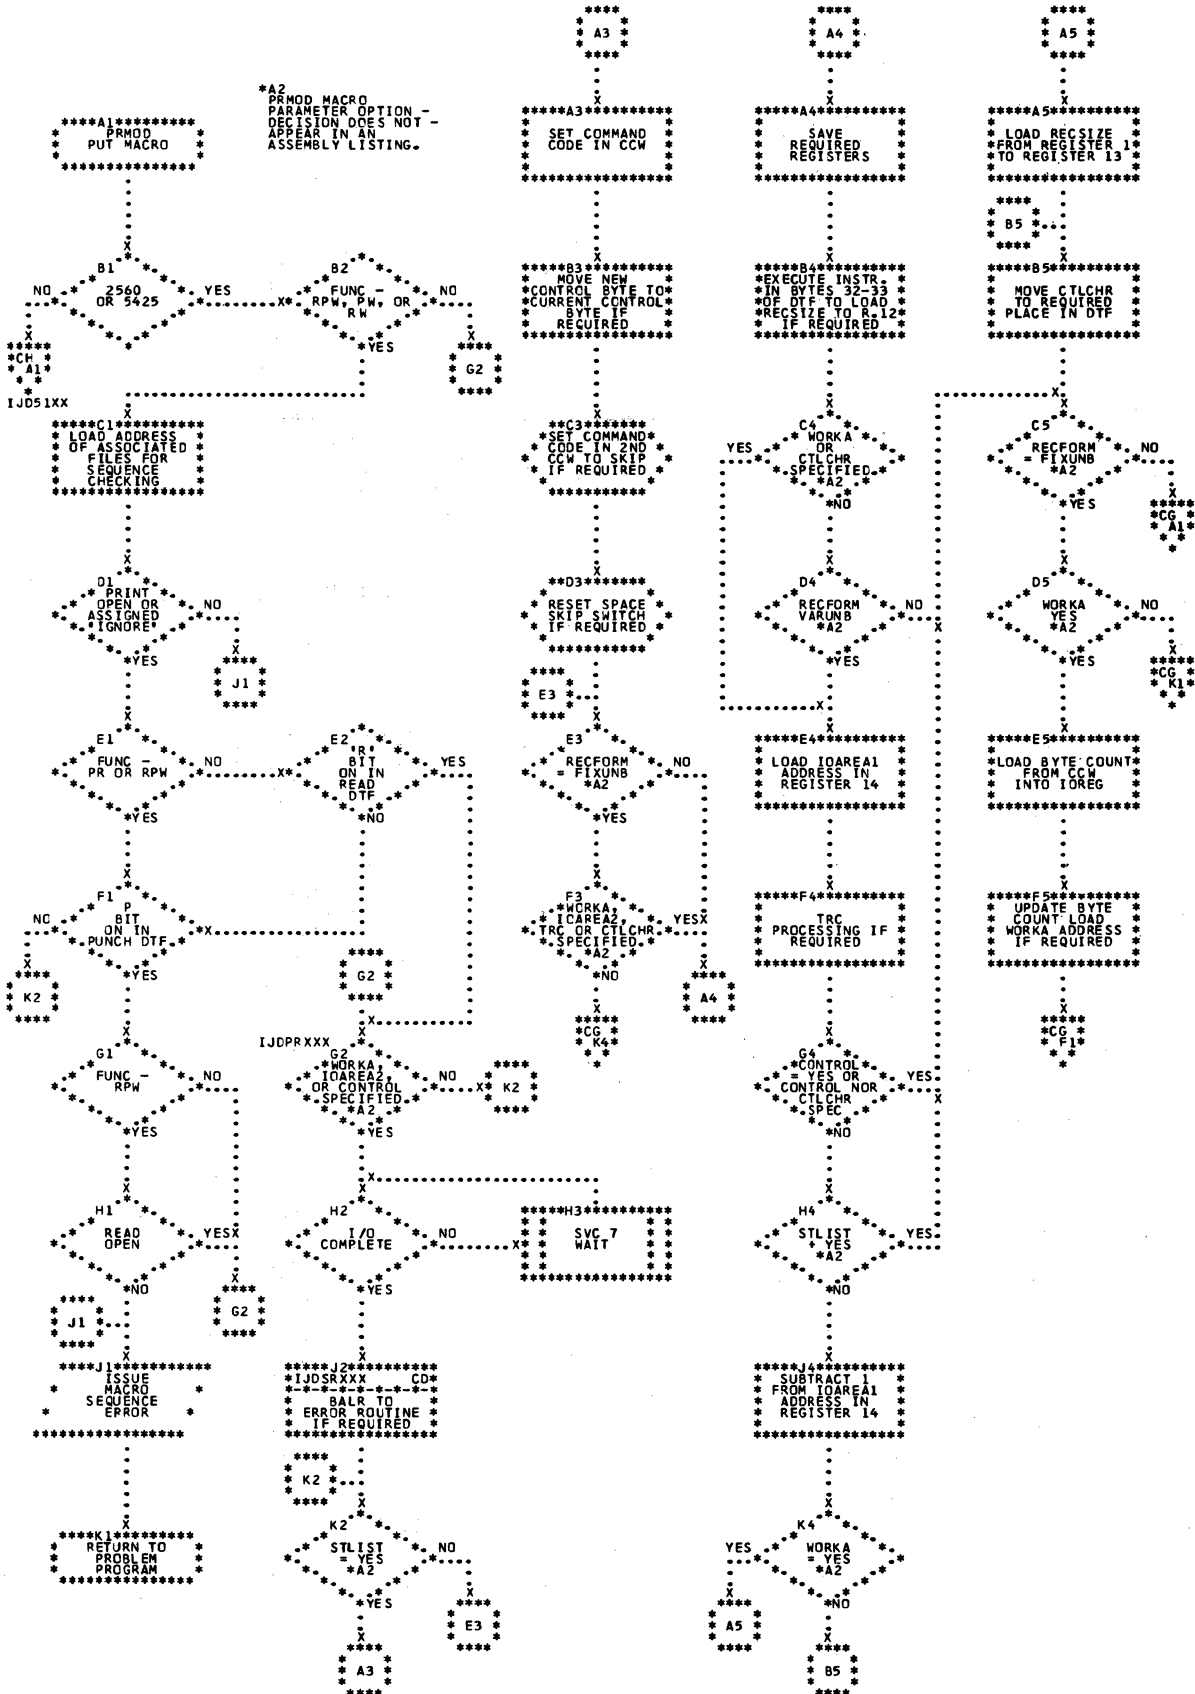 A3
A4
A5
*A2
PRMOD MACRO
PARAMETER OPTION -
DECISION DOES NOT -
APPEAR IN AN
ASSEMBLY LISTING.
A1
PRMOD
PUT MACRO
B1
2560
OR 5425
NO
YES
CH
A1
IJD51XX
B2
FUNC -
RPW, PW, OR
RW
NO
YES
G2
C1
LOAD ADDRESS
OF ASSOCIATED
FILES FOR
SEQUENCE
CHECKING
D1
PRINT
OPEN OR
ASSIGNED
'IGNORE'
NO
YES
J1
E1
FUNC -
PR OR RPW
NO
YES
E2
'R'
BIT
ON IN
READ
DTF
YES
NO
F1
P
BIT
ON IN
PUNCH DTF
NO
YES
K2
G2
G1
FUNC -
RPW
NO
YES
IJDPRXXX
G2
WORKA,
IOAREA2,
OR CONTROL
SPECIFIED
*A2
NO
K2
YES
H1
READ
OPEN
YES
NO
G2
H2
I/O
COMPLETE
NO
YES
H3
SVC 7
WAIT
J1
J1
ISSUE
MACRO
SEQUENCE
ERROR
J2
IJDSRXXX CD
BALR TO
ERROR ROUTINE
IF REQUIRED
K2
K1
RETURN TO
PROBLEM
PROGRAM
K2
STLIST
= YES
*A2
NO
YES
E3
A3
A3
SET COMMAND
CODE IN CCW
B3
MOVE NEW
CONTROL BYTE TO
CURRENT CONTROL
BYTE IF
REQUIRED
C3
SET COMMAND
CODE IN 2ND
CCW TO SKIP
IF REQUIRED
D3
RESET SPACE
SKIP SWITCH
IF REQUIRED
E3
E3
RECFORM
= FIXUNB
*A2
NO
YES
F3
WORKA,
IOAREA2,
TRC OR CTLCHR
SPECIFIED
*A2
YES
NO
A4
CG
K4
A4
SAVE
REQUIRED
REGISTERS
B4
EXECUTE INSTR.
IN BYTES 32-33
OF DTF TO LOAD
RECSIZE TO R.12
IF REQUIRED
C4
WORKA
OR
CTLCHR
SPECIFIED
*A2
YES
NO
D4
RECFORM
VARUNB
*A2
NO
YES
E4
LOAD IOAREA1
ADDRESS IN
REGISTER 14
F4
TRC
PROCESSING IF
REQUIRED
G4
CONTROL
= YES OR
CONTROL NOR
CTLCHR
SPEC
YES
NO
H4
STLIST
+ YES
*A2
YES
NO
J4
SUBTRACT 1
FROM IOAREA1
ADDRESS IN
REGISTER 14
K4
WORKA
= YES
*A2
YES
NO
A5
B5
A5
LOAD RECSIZE
FROM REGISTER 1
TO REGISTER 13
B5
B5
MOVE CTLCHR
TO REQUIRED
PLACE IN DTF
C5
RECFORM
= FIXUNB
*A2
NO
YES
CG
A1
D5
WORKA
YES
*A2
NO
YES
CG
K1
E5
LOAD BYTE COUNT
FROM CCW
INTO IOREG
F5
UPDATE BYTE
COUNT LOAD
WORKA ADDRESS
IF REQUIRED
CG
F1